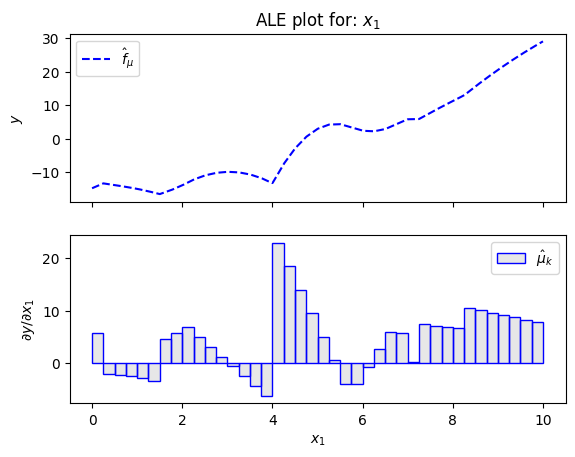 ALE plot for: x₁
30
20
10
0
−10
y
f̂_μ
20
10
0
∂y/∂x₁
μ̂_k
0 2 4 6 8 10
x₁